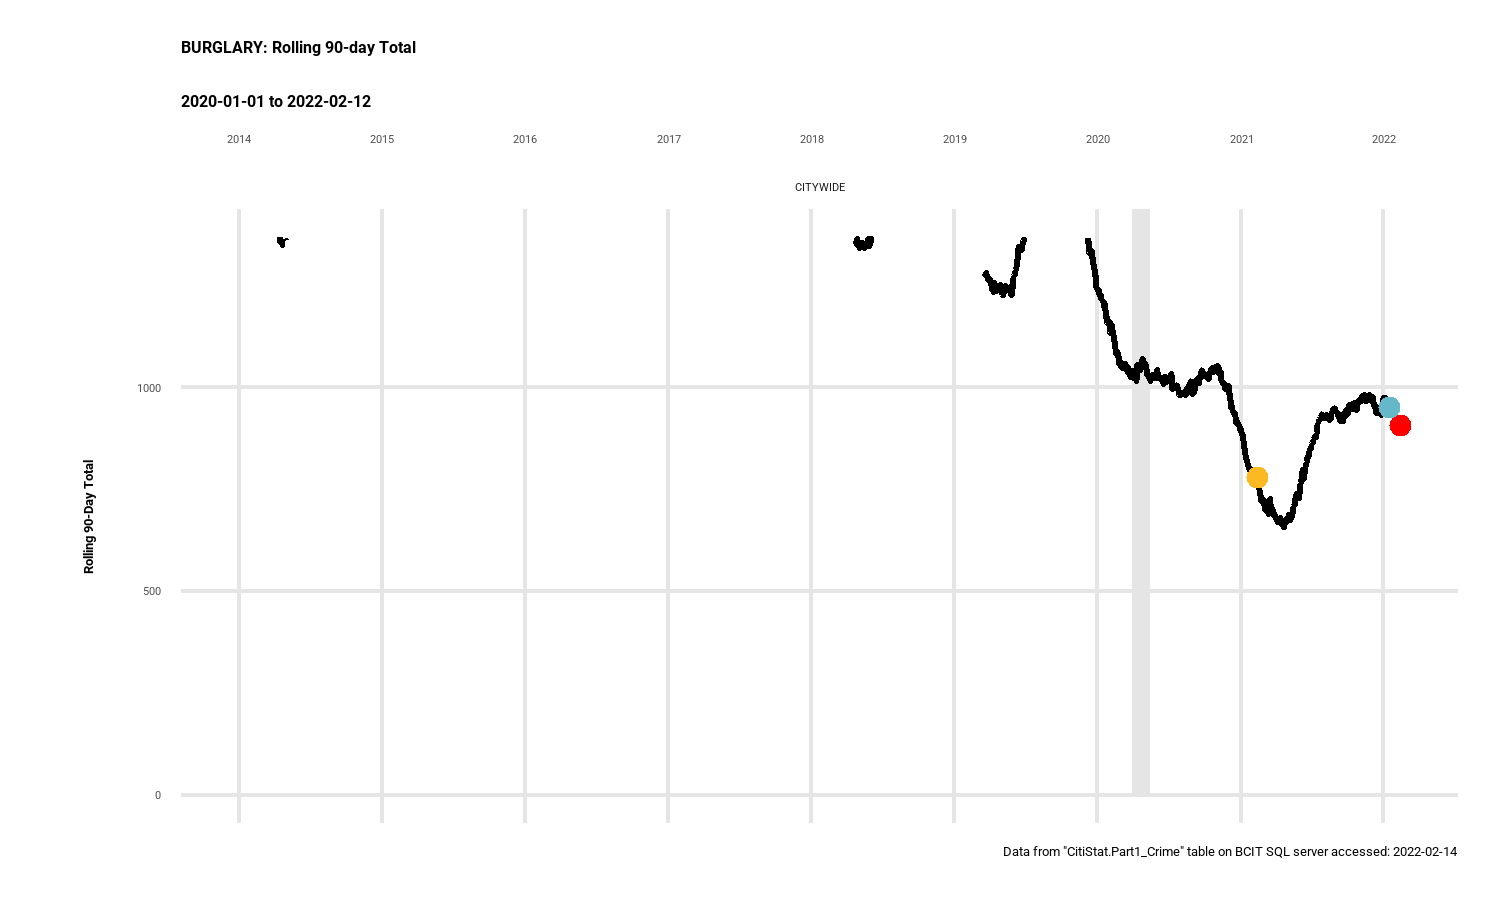 BURGLARY: Rolling 90-day Total
2020-01-01 to 2022-02-12
2014 2015 2016 2017 2018 2019 2020 2021 2022
CITYWIDE
1000
500
0
Rolling 90-Day Total
Data from "CitiStat.Part1_Crime" table on BCIT SQL server accessed: 2022-02-14